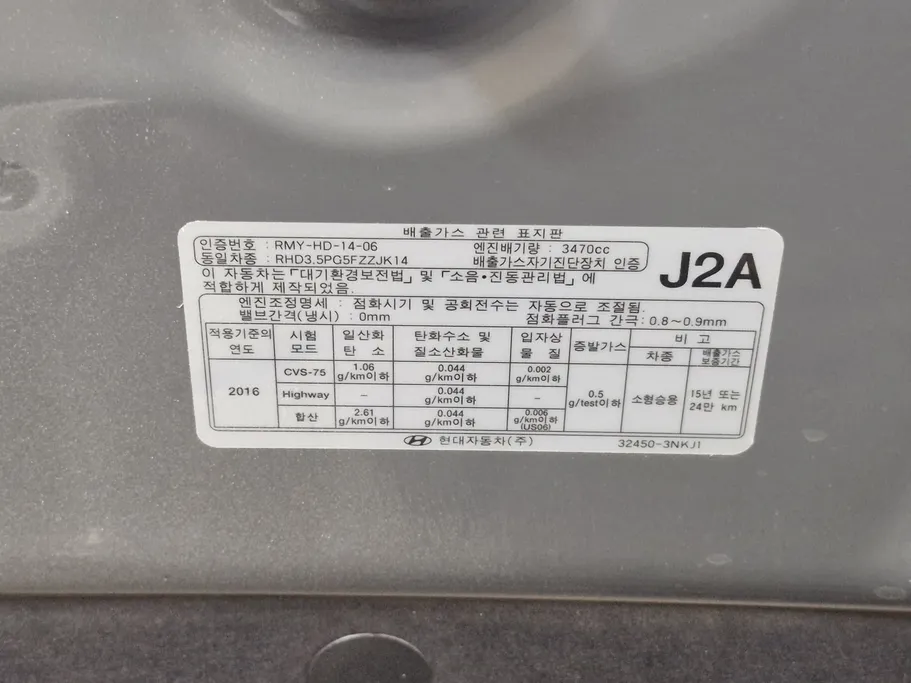 배출가스 관련 표지판
인증번호 : RMY-HD-14-06 엔진배기량 : 3470cc
동일차종 : RHD3.5PG5FZZJK14 배출가스자기진단장치 인증
J2A
이 자동차는 「대기환경보전법」 및 「소음·진동관리법」에
적합하게 제작되었음.
엔진조정명세 : 점화시기 및 공회전수는 자동으로 조절됨.
밸브간격(냉시) : 0mm 점화플러그 간극 : 0.8~0.9mm
적용기준의 시험 일산화 탄화수소 및 입자상 증발가스 비 고
연도 모드 탄 소 질소산화물 물 질 차종 배출가스 보증기간
CVS-75 1.06 g/km이하 0.044 g/km이하 0.002 g/km이하
2016 Highway - 0.044 g/km이하 - 0.5 g/test이하 소형승용 15년 또는 24만 km
합산 2.61 g/km이하 0.044 g/km이하 0.006 g/km이하 (US06)
현대자동차(주) 32450-3NKJ1